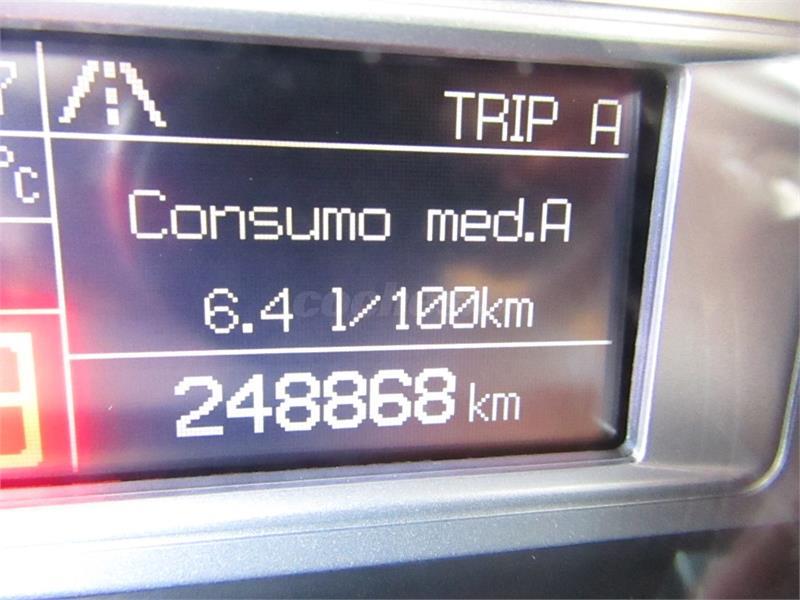 TRIP A
°C
Consumo med.A
6.4 l/100km
248868 km